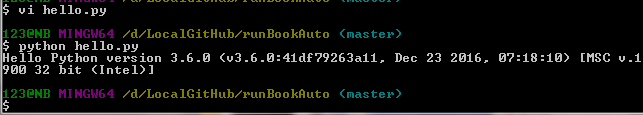 $ vi hello.py
123@NB MINGW64 /d/LocalGitHub/runBookAuto (master)
$ python hello.py
Hello Python version 3.6.0 (v3.6.0:41df79263a11, Dec 23 2016, 07:18:10) [MSC v.1
900 32 bit (Intel)]
123@NB MINGW64 /d/LocalGitHub/runBookAuto (master)
$